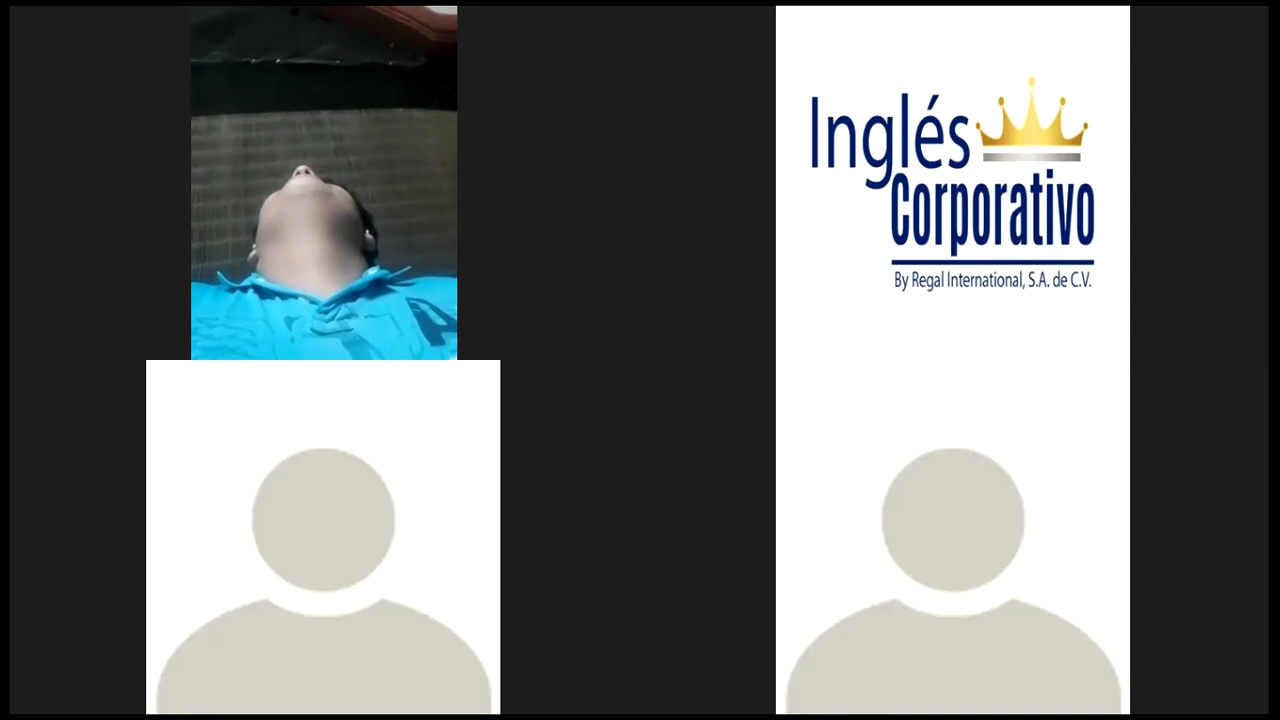 Inglés
Corporativo
By Regal International, S.A. de C.V.